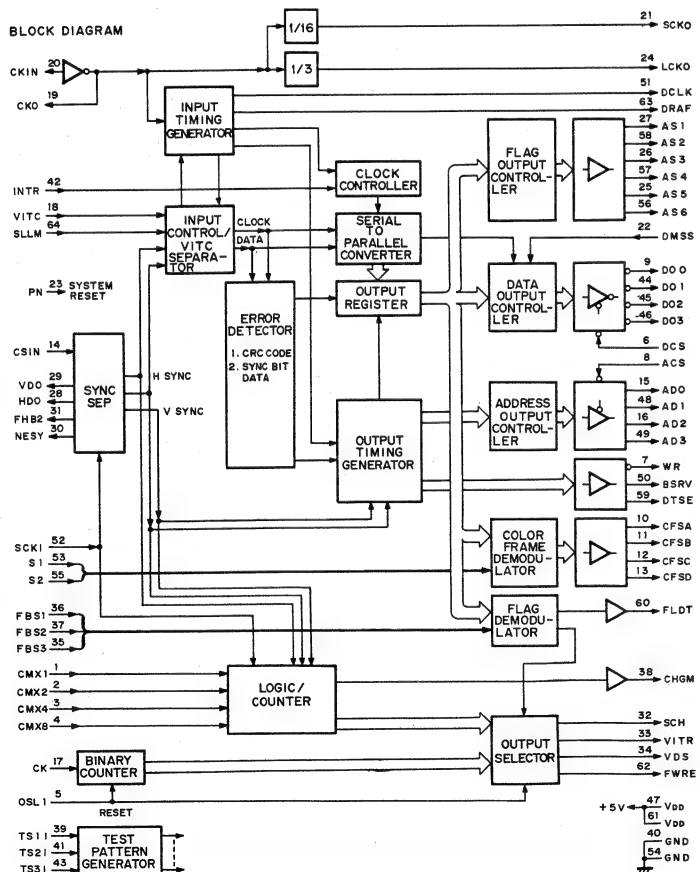 BLOCK DIAGRAM
1/16
21 SCKO
CKIN 20
1/3
24 LCKO
CKO 19
51 DCLK
63 DRAF
INPUT
TIMING
GENERATOR
27 AS1
58 AS2
26 AS3
57 AS4
25 AS5
56 AS6
FLAG
OUTPUT
CONTROL-
LER
INTR 42
CLOCK
CONTROLLER
VITC 18
SLLM 64
INPUT
CONTROL/
VITC
SEPARA-
TOR
CLOCK
DATA
SERIAL
TO
PARALLEL
CONVERTER
22 DMSS
PN 23 SYSTEM
RESET
OUTPUT
REGISTER
DATA
OUTPUT
CONTROL-
LER
9 DO0
44 DO1
45 DO2
46 DO3
6 DCS
8 ACS
ERROR
DETECTOR
1. CRC CODE
2. SYNC BIT
DATA
CSIN 14
VDO 29
HDO 28
FHB2 31
NESY 30
SYNC
SEP
H SYNC
V SYNC
OUTPUT
TIMING
GENERATOR
ADDRESS
OUTPUT
CONTROL-
LER
15 AD0
48 AD1
16 AD2
49 AD3
7 WR
50 BSRV
59 DTSE
SCKI 52
S1 53
S2 55
COLOR
FRAME
DEMODU-
LATOR
10 CFSA
11 CFSB
12 CFSC
13 CFSD
FBS1 36
FBS2 37
FBS3 35
FLAG
DEMODU-
LATOR
60 FLDT
CMX1 1
CMX2 2
CMX4 3
CMX8 4
LOGIC/
COUNTER
38 CHGM
OUTPUT
SELECTOR
32 SCH
33 VITR
34 VDS
62 FWRE
CK 17
BINARY
COUNTER
OSL1 5
RESET
+5V 47 VDD
61 VDD
40 GND
54 GND
TS11 39
TS21 41
TS31 43
TEST
PATTERN
GENERATOR